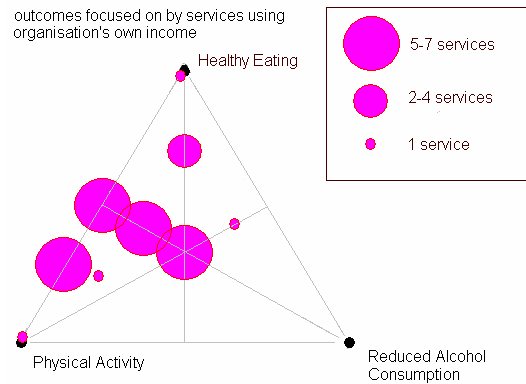 outcomes focused on by services using
organisation's own income
Healthy Eating
5-7 services
2-4 services
1 service
Physical Activity
Reduced Alcohol
Consumption